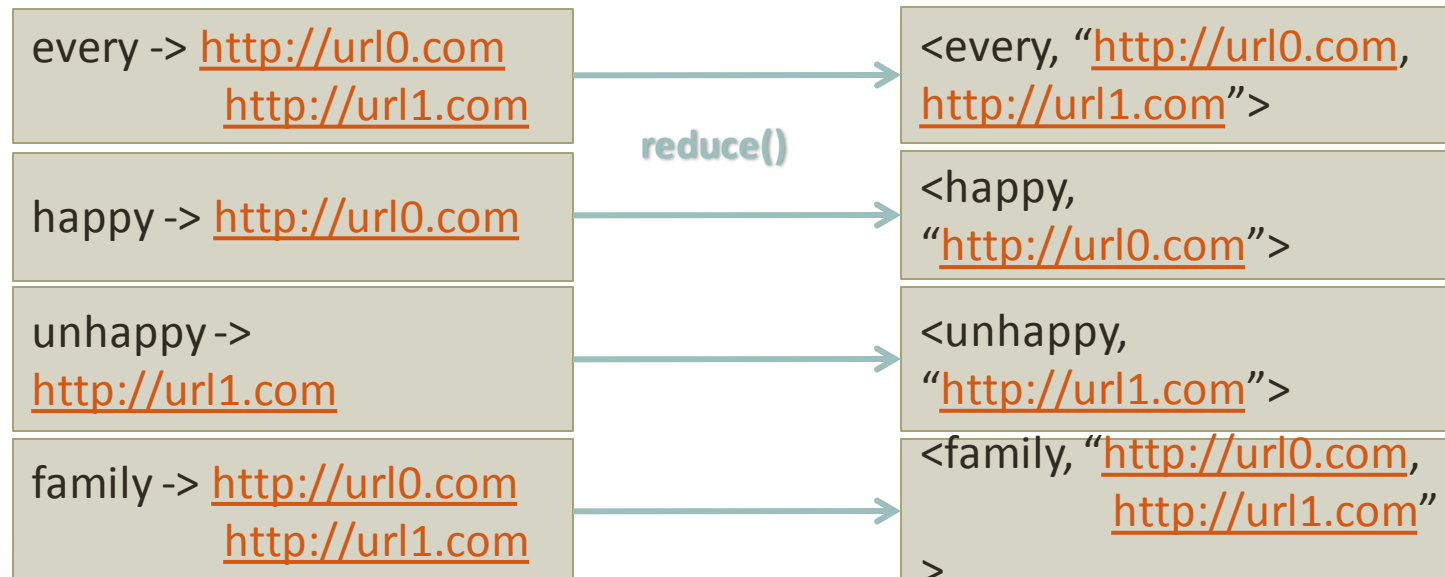 every -> http://url0.com
http://url1.com
<every, “http://url0.com,
http://url1.com”>
reduce()
happy -> http://url0.com
<happy,
“http://url0.com”>
unhappy ->
http://url1.com
<unhappy,
“http://url1.com”>
family -> http://url0.com
http://url1.com
<family, “http://url0.com,
http://url1.com”
>